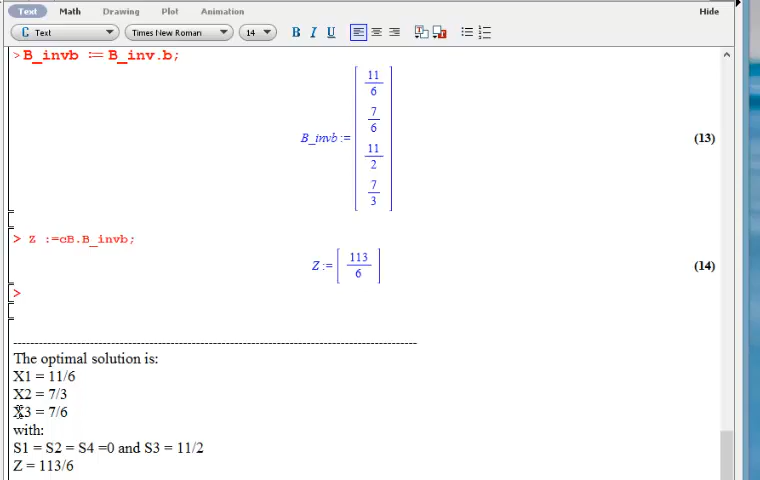 Text Math Drawing Plot Animation Hide
C Text Times New Roman 14 B I U
>B_invb := B_inv.b;
B_invb := [ 11/6 7/6 11/2 7/3 ] (13)
> Z :=cB.B_invb;
Z := [ 113/6 ] (14)
>
--------------------------------------------------------------------------------------------
The optimal solution is:
X1 = 11/6
X2 = 7/3
X3 = 7/6
with:
S1 = S2 = S4 =0 and S3 = 11/2
Z = 113/6